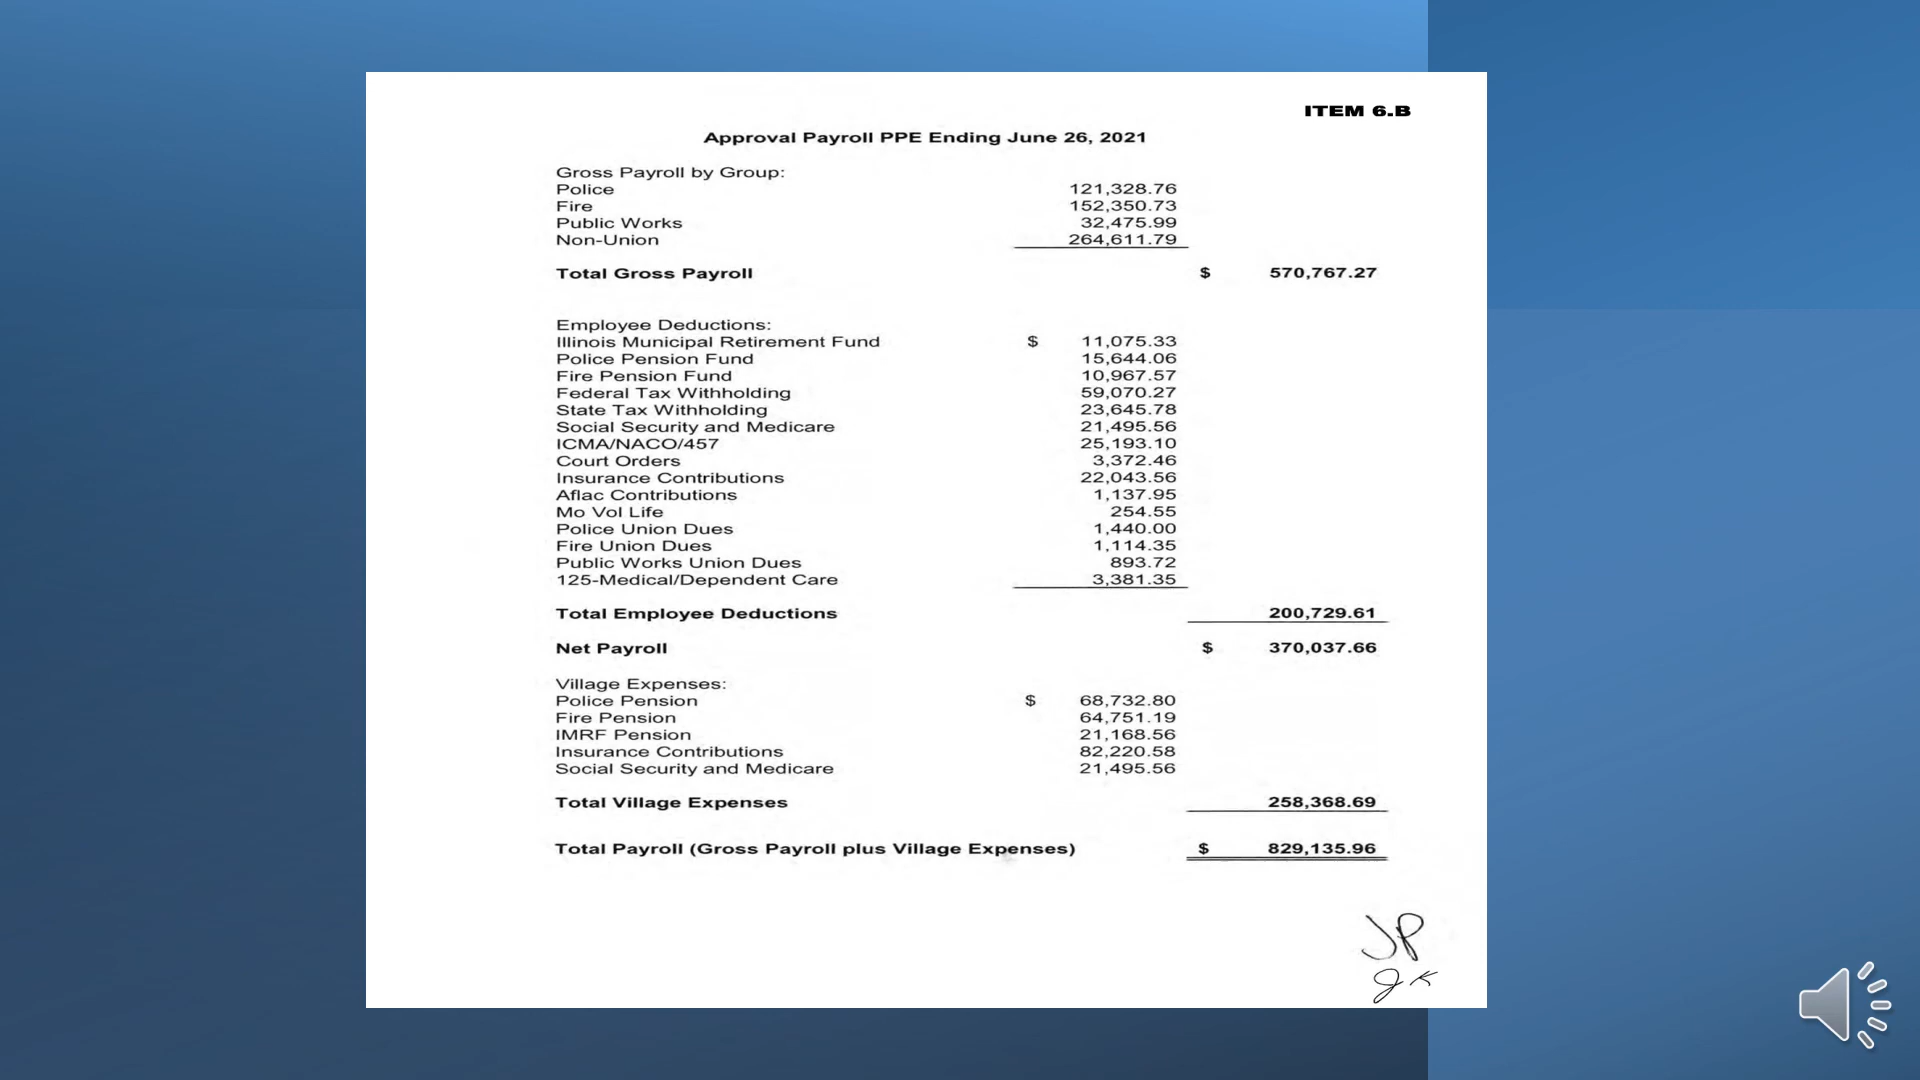 ITEM 6.B
Approval Payroll PPE Ending June 26, 2021
Gross Payroll by Group:
Police 121,328.76
Fire 152,350.73
Public Works 32,475.99
Non-Union 264,611.79
Total Gross Payroll $ 570,767.27
Employee Deductions:
Illinois Municipal Retirement Fund $ 11,075.33
Police Pension Fund 15,644.06
Fire Pension Fund 10,967.57
Federal Tax Withholding 59,070.27
State Tax Withholding 23,645.78
Social Security and Medicare 21,495.56
ICMA/NACO/457 25,193.10
Court Orders 3,372.46
Insurance Contributions 22,043.56
Aflac Contributions 1,137.95
Mo Vol Life 254.55
Police Union Dues 1,440.00
Fire Union Dues 1,114.35
Public Works Union Dues 893.72
125-Medical/Dependent Care 3,381.35
Total Employee Deductions 200,729.61
Net Payroll $ 370,037.66
Village Expenses:
Police Pension $ 68,732.80
Fire Pension 64,751.19
IMRF Pension 21,168.56
Insurance Contributions 82,220.58
Social Security and Medicare 21,495.56
Total Village Expenses 258,368.69
Total Payroll (Gross Payroll plus Village Expenses) $ 829,135.96
JP
JK